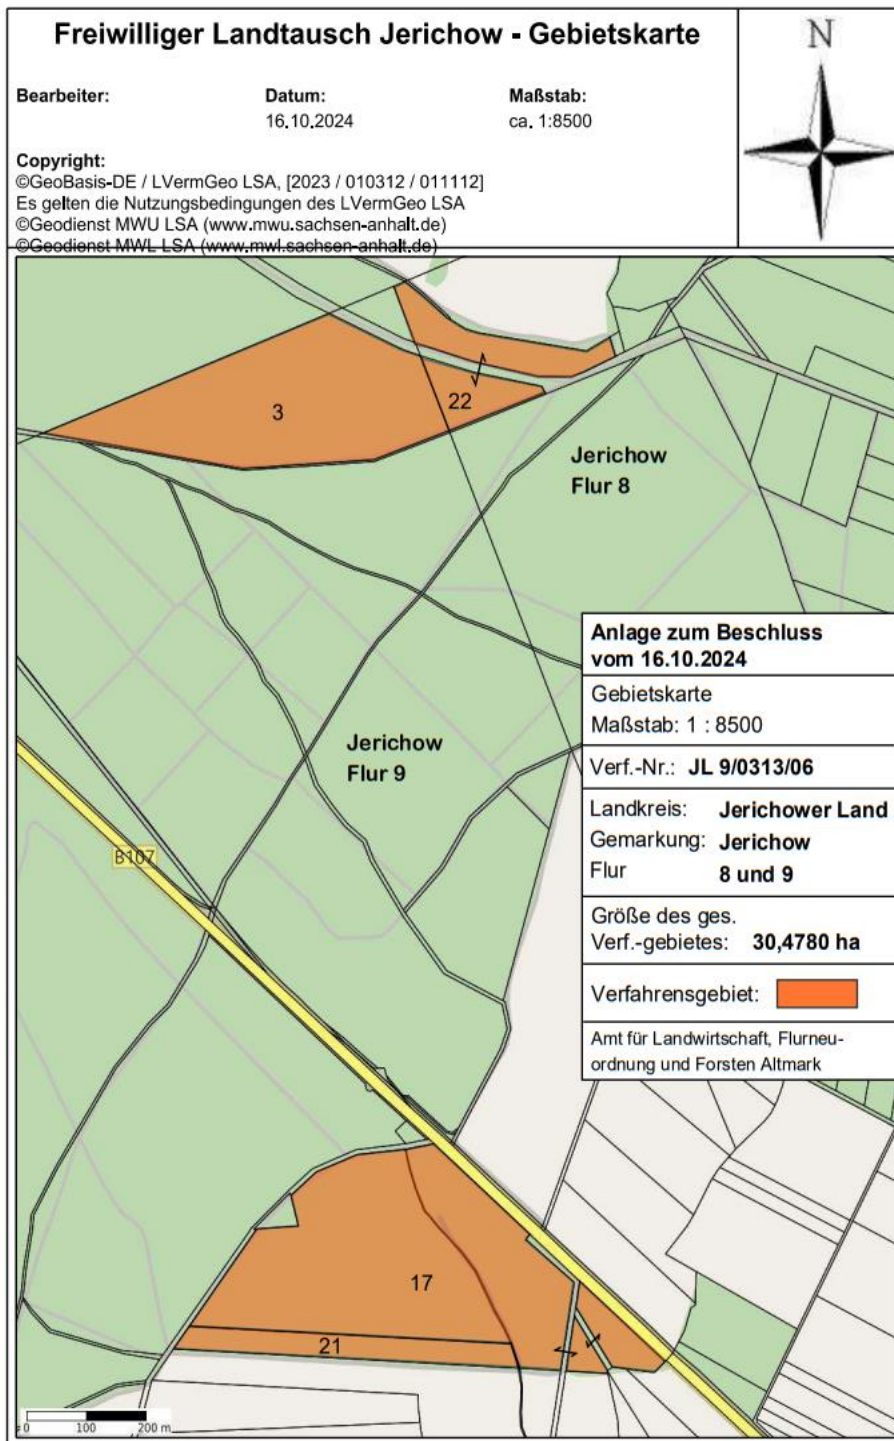 Freiwilliger Landtausch Jerichow - Gebietskarte
N
Bearbeiter: Datum: Maßstab:
16.10.2024 ca. 1:8500
Copyright:
©GeoBasis-DE / LVermGeo LSA, [2023 / 010312 / 011112]
Es gelten die Nutzungsbedingungen des LVermGeo LSA
©Geodienst MWU LSA (www.mwu.sachsen-anhalt.de)
©Geodienst MWL LSA (www.mwl.sachsen-anhalt.de)
3
22
Jerichow
Flur 8
Jerichow
Flur 9
B107
Anlage zum Beschluss
vom 16.10.2024
Gebietskarte
Maßstab: 1 : 8500
Verf.-Nr.: JL 9/0313/06
Landkreis: Jerichower Land
Gemarkung: Jerichow
Flur 8 und 9
Größe des ges.
Verf.-gebietes: 30,4780 ha
Verfahrensgebiet:
Amt für Landwirtschaft, Flurneu-
ordnung und Forsten Altmark
17
21
0 100 200 m